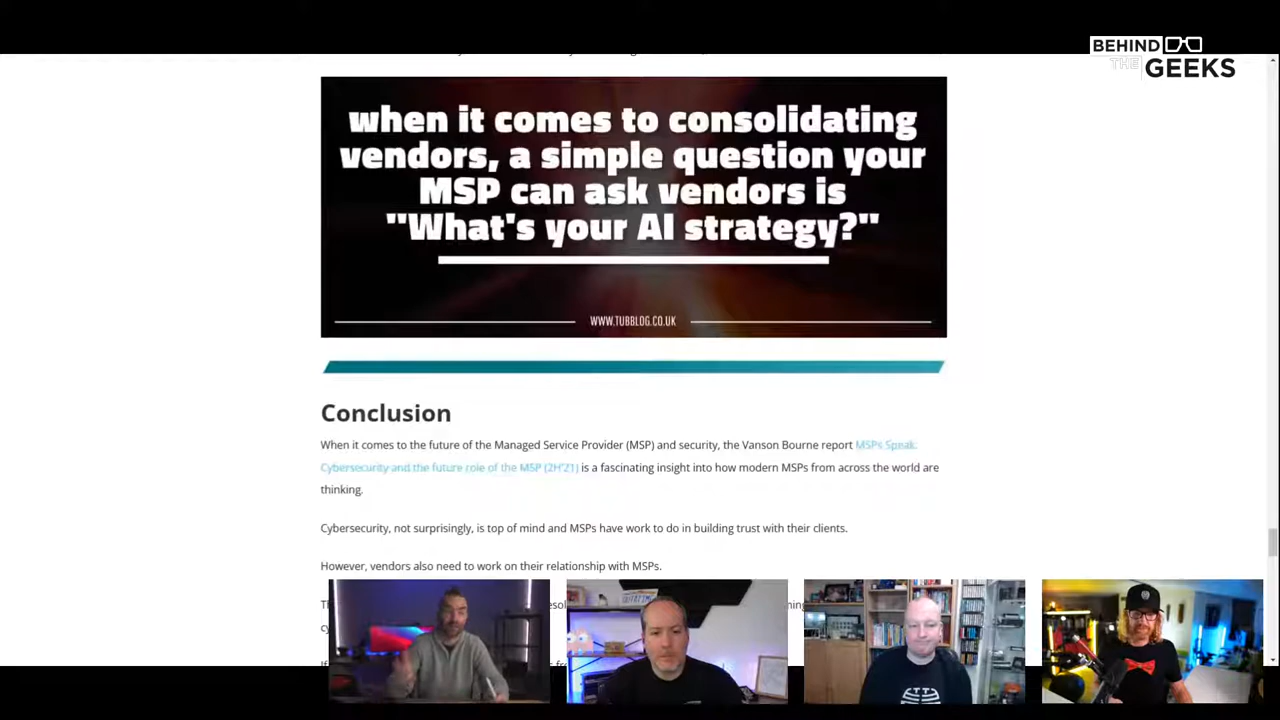 BEHIND
THE
GEEKS
when it comes to consolidating
vendors, a simple question your
MSP can ask vendors is
"What's your AI strategy?"
WWW.TUBBLOG.CO.UK
Conclusion
When it comes to the future of the Managed Service Provider (MSP) and security, the Vanson Bourne report MSPs Speak:
Cybersecurity and the future role of the MSP (2H'21) is a fascinating insight into how modern MSPs from across the world are
thinking.
Cybersecurity, not surprisingly, is top of mind and MSPs have work to do in building trust with their clients.
However, vendors also need to work on their relationship with MSPs.